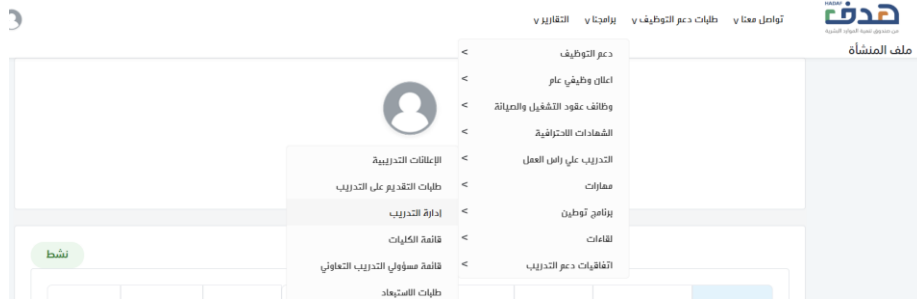 HADAF
هدف
من صندوق تنمية الموارد البشرية
تواصل معنا v طلبات دعم التوظيف v برامجنا v التقارير v
ملف المنشأة
دعم التوظيف <
اعلان وظيفي عام <
وظائف عقود التشغيل والصيانة <
الشهادات الاحترافية <
التدريب علي راس العمل <
مهارات <
برنامج توطين <
لقاءات <
اتفاقيات دعم التدريب <
الإعلانات التدريبية
طلبات التقديم على التدريب
إدارة التدريب
قائمة الكليات
قائمة مسؤولي التدريب التعاوني
طلبات الاستبعاد
نشط